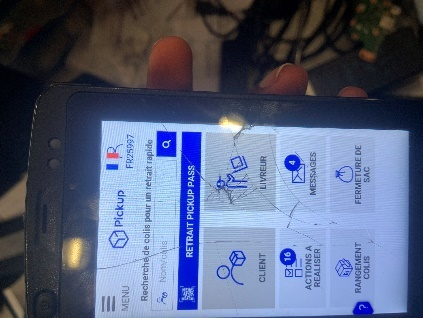 MENU
Pickup
FR25997
Recherche de colis pour un retrait rapide
Nom/colis
RETRAIT PICKUP PASS
CLIENT
LIVREUR
16
ACTIONS A
REALISER
4
MESSAGES
RANGEMENT
COLIS
FERMETURE DE
SAC
?